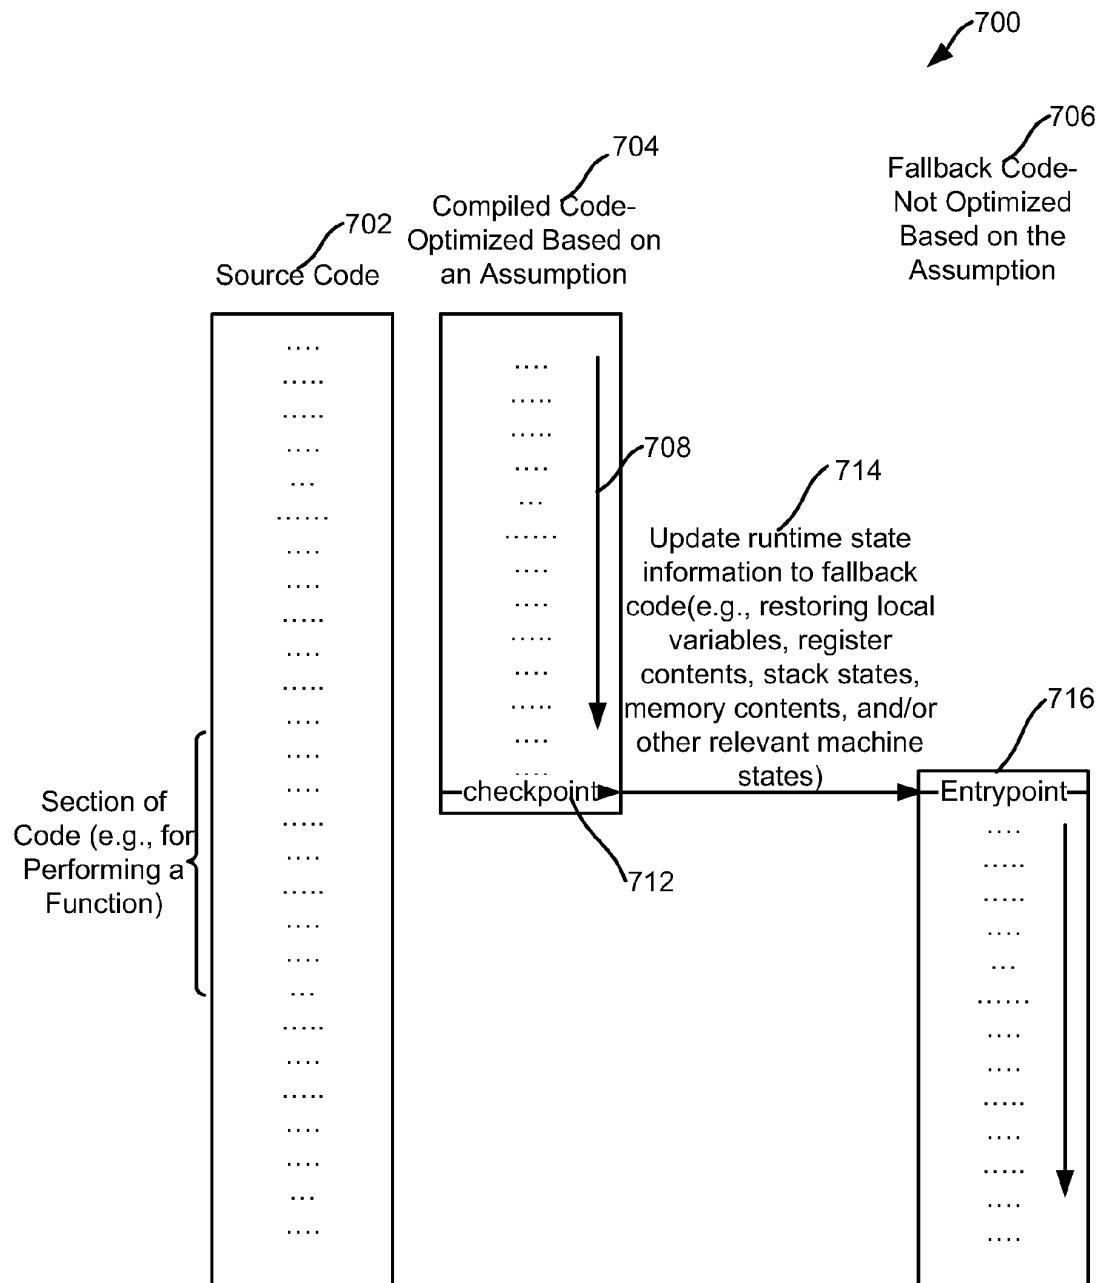 700
706
Fallback Code-
Not Optimized
Based on the
Assumption
704
Compiled Code-
Optimized Based on
an Assumption
702
Source Code
....
.....
.....
....
...
......
....
....
.....
....
.....
....
....
....
.....
....
.....
....
....
...
.....
....
.....
....
....
...
....
....
.....
.....
....
...
......
....
....
.....
....
.....
....
....
708
714
Update runtime state
information to fallback
code(e.g., restoring local
variables, register
contents, stack states,
memory contents, and/or
other relevant machine
states)
716
checkpoint
Entrypoint
712
Section of
Code (e.g., for
Performing a
Function)
....
.....
.....
....
...
......
....
....
.....
....
.....
....
....